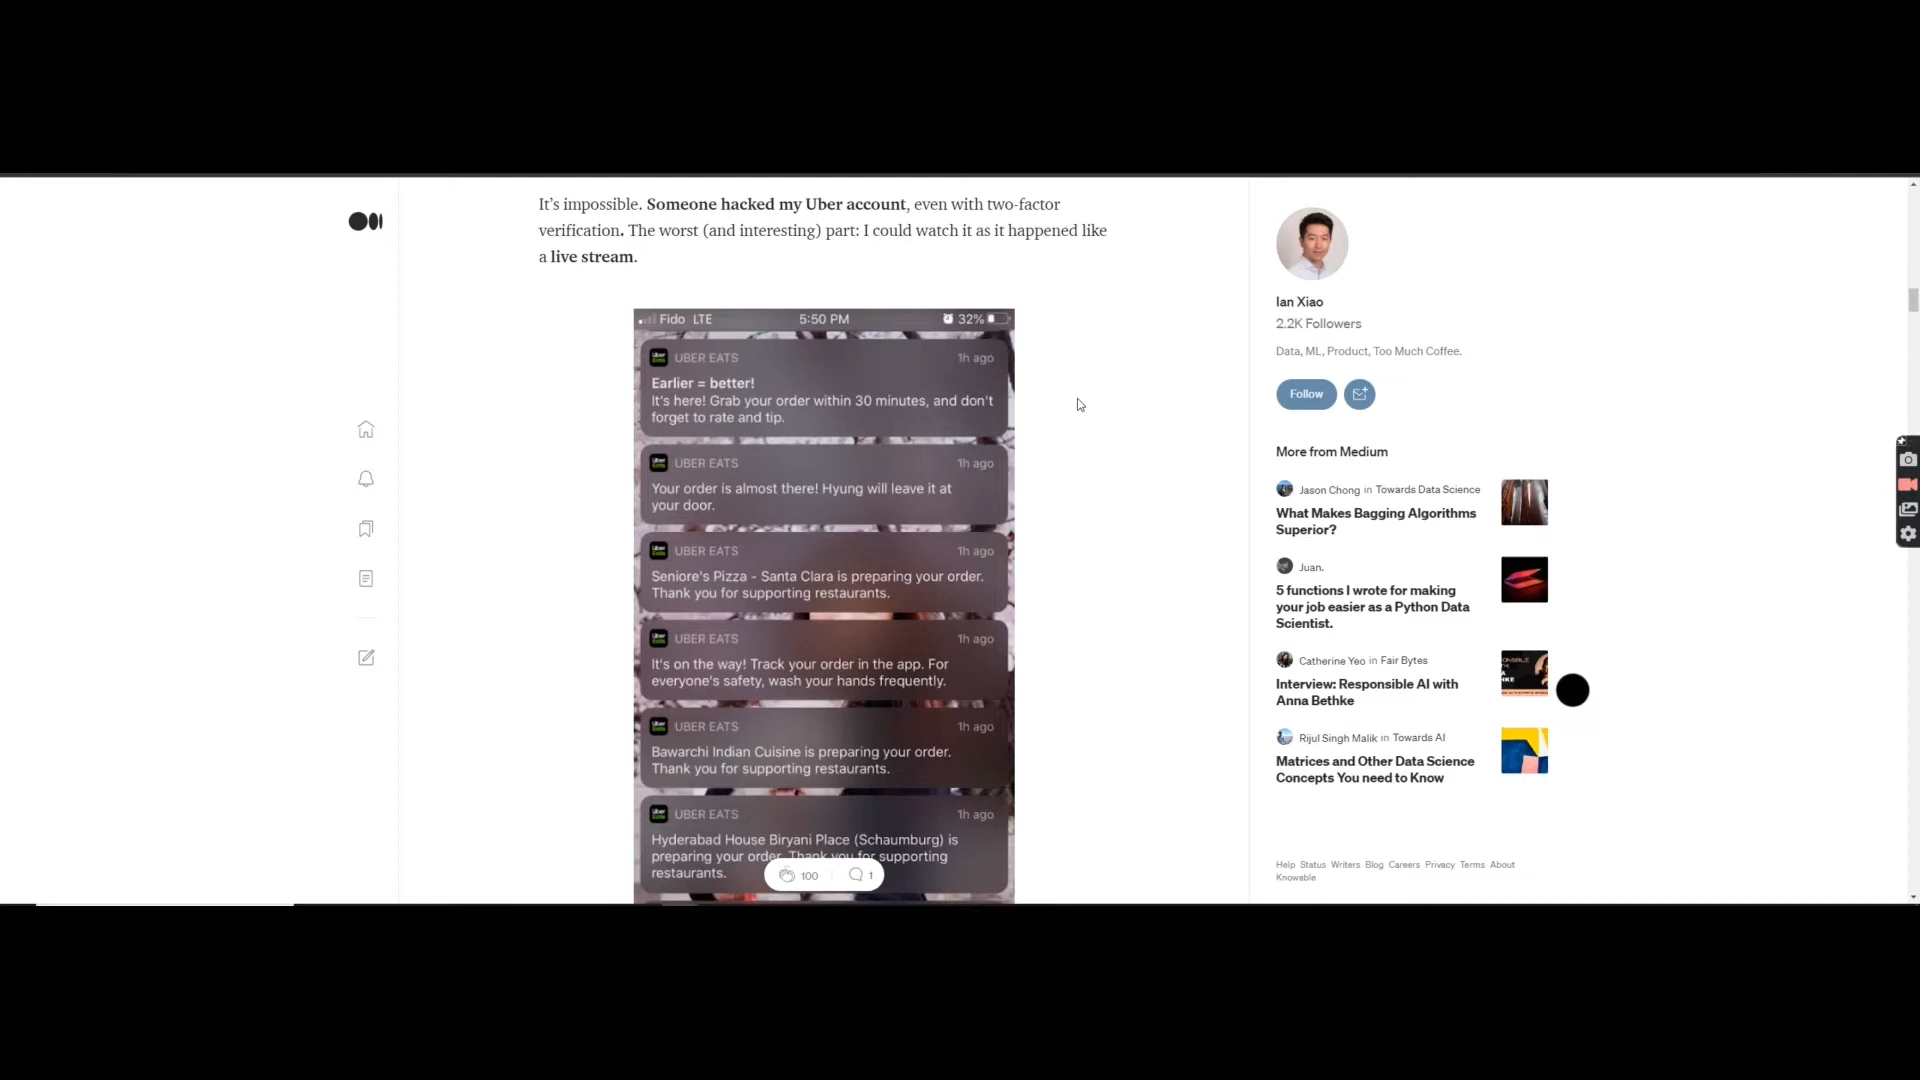 It's impossible. Someone hacked my Uber account, even with two-factor
verification. The worst (and interesting) part: I could watch it as it happened like
a live stream.
Fido LTE 5:50 PM 32%
UBER EATS 1h ago
Earlier = better!
It's here! Grab your order within 30 minutes, and don't
forget to rate and tip.
UBER EATS 1h ago
Your order is almost there! Hyung will leave it at
your door.
UBER EATS 1h ago
Seniore's Pizza - Santa Clara is preparing your order.
Thank you for supporting restaurants.
UBER EATS 1h ago
It's on the way! Track your order in the app. For
everyone's safety, wash your hands frequently.
UBER EATS 1h ago
Bawarchi Indian Cuisine is preparing your order.
Thank you for supporting restaurants.
UBER EATS 1h ago
Hyderabad House Biryani Place (Schaumburg) is
preparing your order. Thank you for supporting
restaurants.
100 1
Ian Xiao
2.2K Followers
Data, ML, Product, Too Much Coffee.
Follow
More from Medium
Jason Chong in Towards Data Science
What Makes Bagging Algorithms
Superior?
Juan.
5 functions I wrote for making
your job easier as a Python Data
Scientist.
Catherine Yeo in Fair Bytes
Interview: Responsible AI with
Anna Bethke
Rijul Singh Malik in Towards AI
Matrices and Other Data Science
Concepts You need to Know
Help Status Writers Blog Careers Privacy Terms About
Knowable